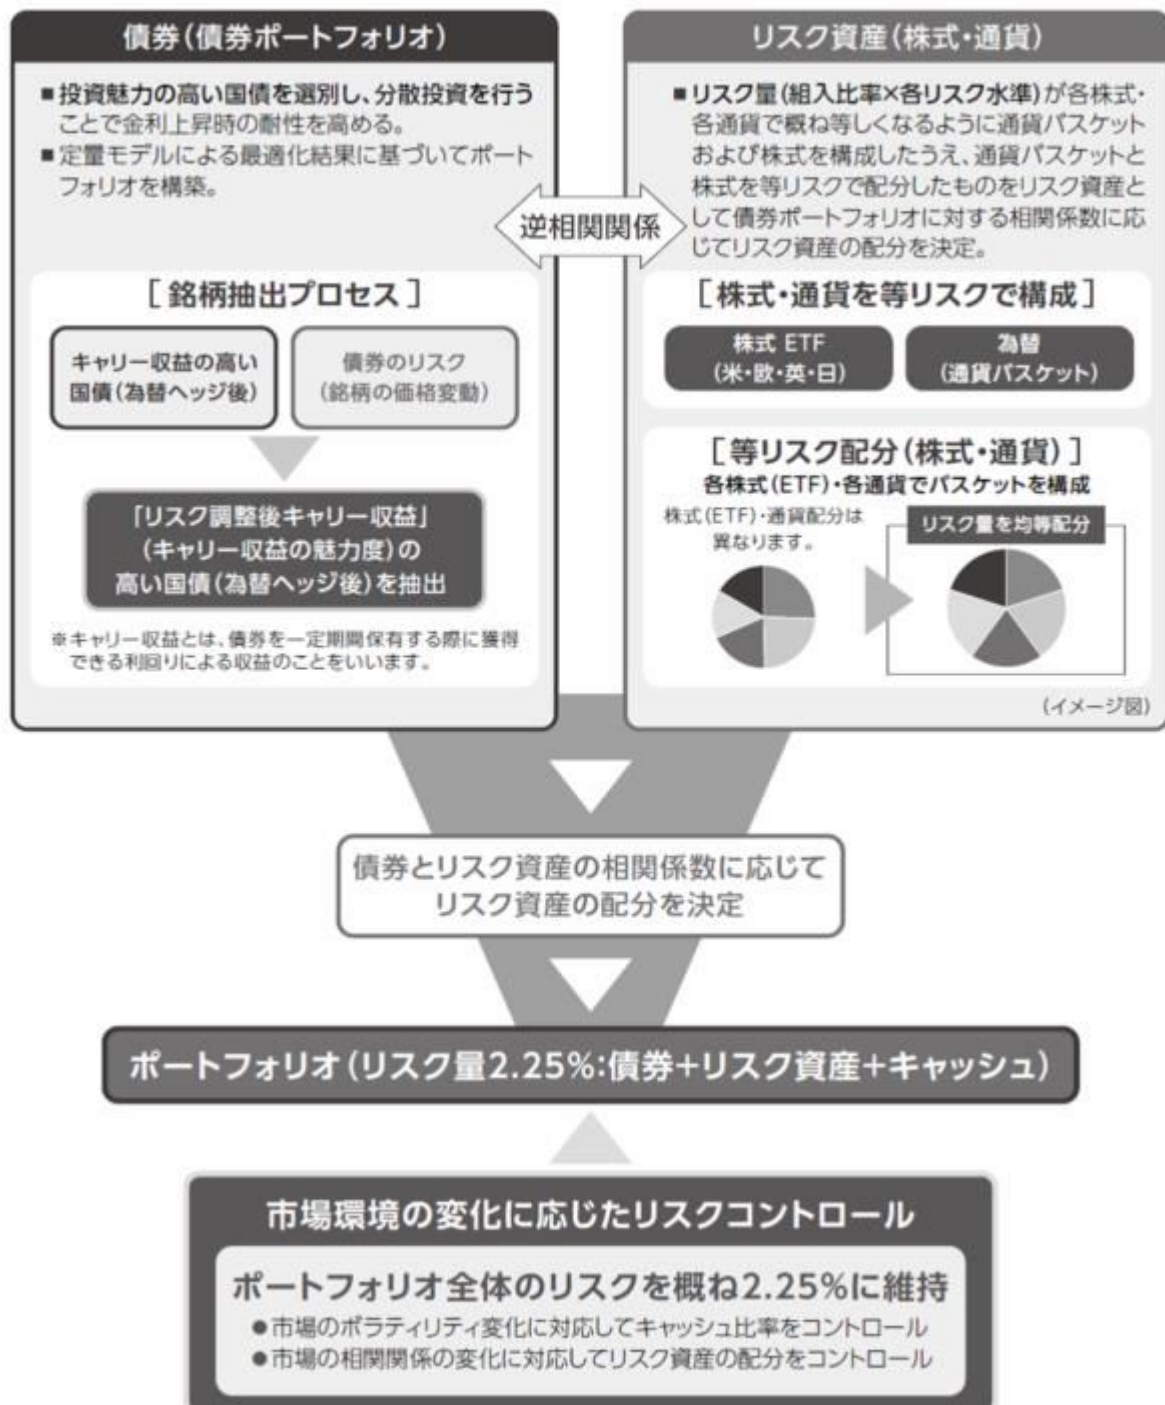 債券(債券ポートフォリオ)
■投資魅力の高い国債を選別し、分散投資を行う
ことで金利上昇時の耐性を高める。
■定量モデルによる最適化結果に基づいてポート
フォリオを構築。
[銘柄抽出プロセス]
キャリー収益の高い
国債(為替ヘッジ後)
債券のリスク
(銘柄の価格変動)
「リスク調整後キャリー収益」
(キャリー収益の魅力度)の
高い国債(為替ヘッジ後)を抽出
※キャリー収益とは、債券を一定期間保有する際に獲得
できる利回りによる収益のことをいいます。
逆相関関係
リスク資産(株式・通貨)
■リスク量(組入比率×各リスク水準)が各株式・
各通貨で概ね等しくなるように通貨バスケット
および株式を構成したうえ、通貨バスケットと
株式を等リスクで配分したものをリスク資産と
して債券ポートフォリオに対する相関係数に応
じてリスク資産の配分を決定。
[株式・通貨を等リスクで構成]
株式 ETF
(米・欧・英・日)
為替
(通貨バスケット)
[等リスク配分(株式・通貨)]
各株式(ETF)・各通貨でバスケットを構成
株式(ETF)・通貨配分は
異なります。
リスク量を均等配分
(イメージ図)
債券とリスク資産の相関係数に応じて
リスク資産の配分を決定
ポートフォリオ(リスク量2.25%:債券+リスク資産+キャッシュ)
市場環境の変化に応じたリスクコントロール
ポートフォリオ全体のリスクを概ね2.25%に維持
●市場のボラティリティ変化に対応してキャッシュ比率をコントロール
●市場の相関関係の変化に対応してリスク資産の配分をコントロール